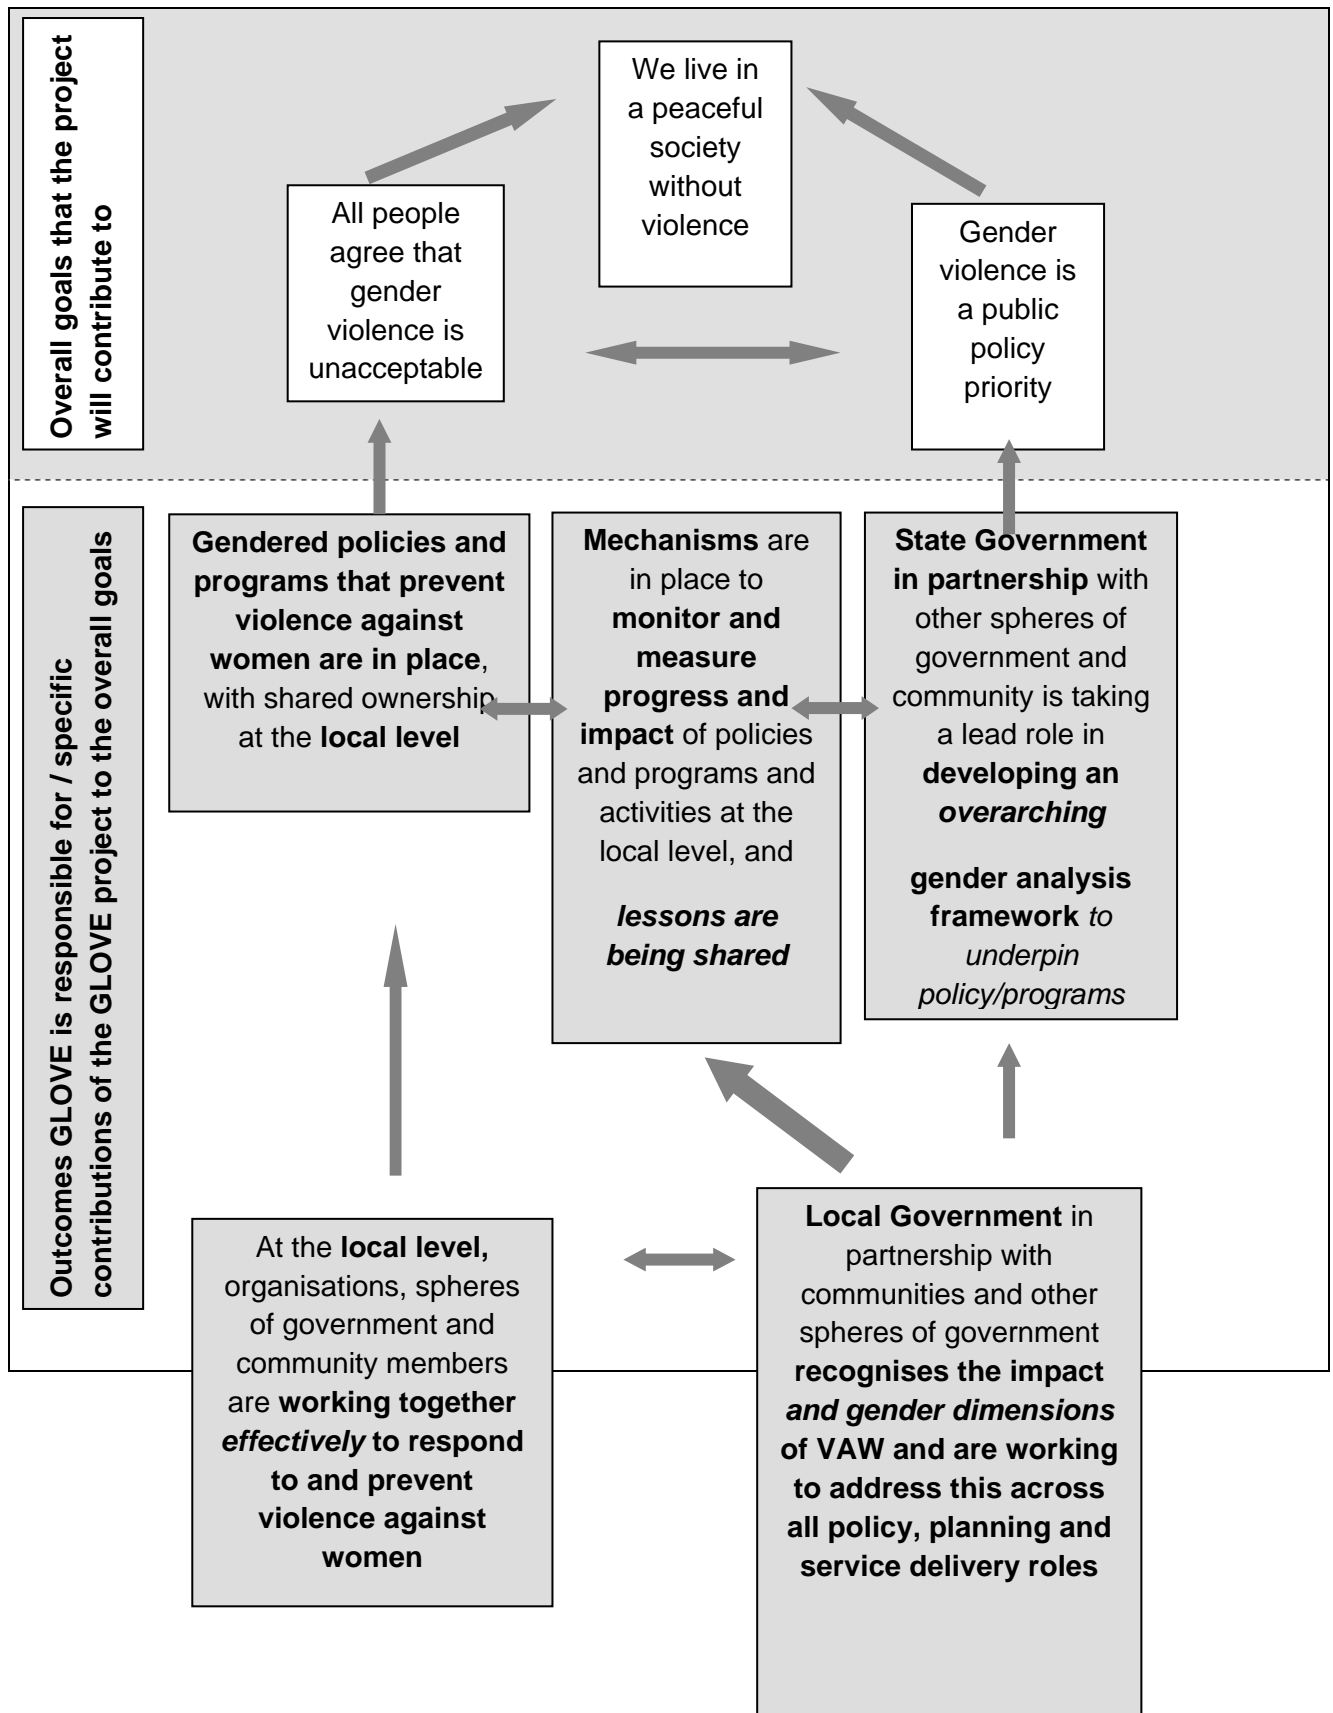 Overall goals that the project
will contribute to
We live in
a peaceful
society
without
violence
All people
agree that
gender
violence is
unacceptable
Gender
violence is
a public
policy
priority
Outcomes GLOVE is responsible for / specific
contributions of the GLOVE project to the overall goals
Gendered policies and
programs that prevent
violence against
women are in place,
with shared ownership
at the local level
Mechanisms are
in place to
monitor and
measure
progress and
impact of policies
and programs and
activities at the
local level, and
lessons are
being shared
State Government
in partnership with
other spheres of
government and
community is taking
a lead role in
developing an
overarching
gender analysis
framework to
underpin
policy/programs
At the local level,
organisations, spheres
of government and
community members
are working together
effectively to respond
to and prevent
violence against
women
Local Government in
partnership with
communities and other
spheres of government
recognises the impact
and gender dimensions
of VAW and are working
to address this across
all policy, planning and
service delivery roles